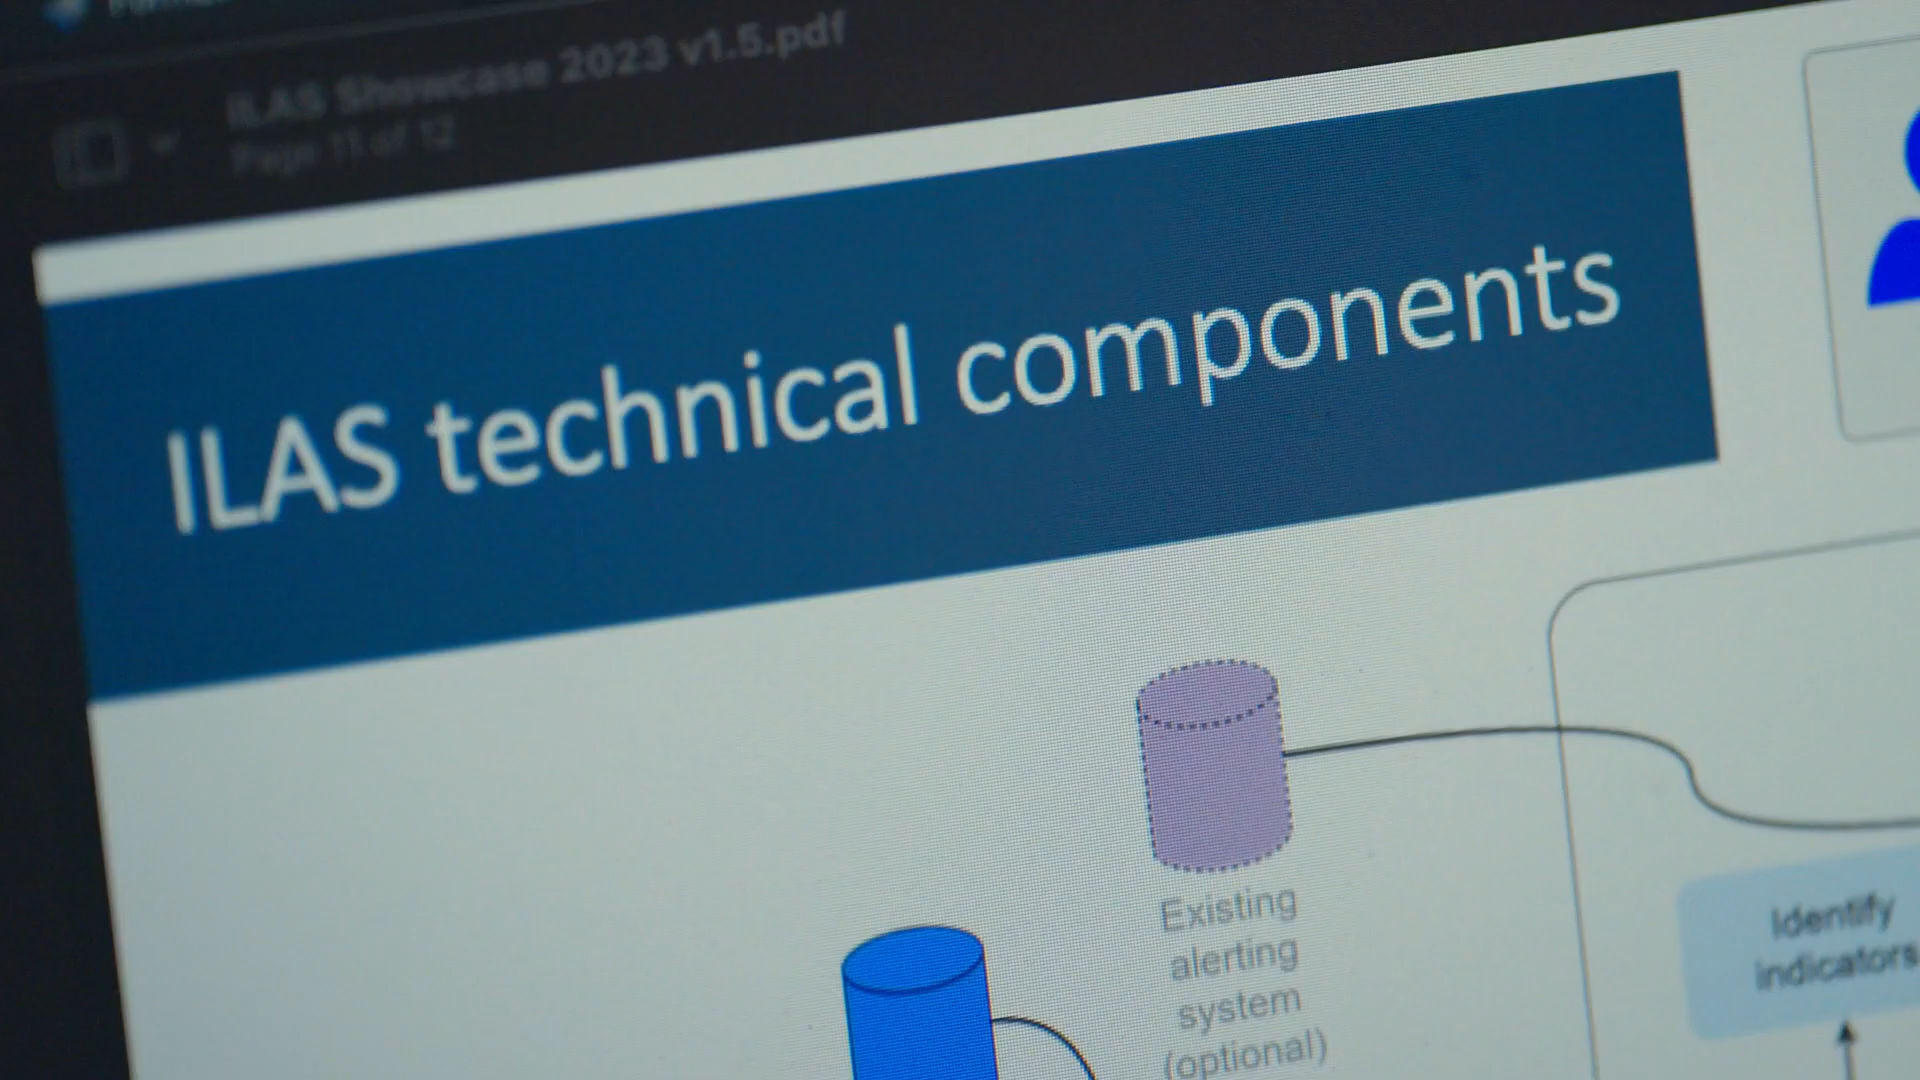 ILAS Showcase 2023 v1.5.pdf
Page 11 of 12
ILAS technical components
Existing
alerting
system
(optional)
Identify
indicators